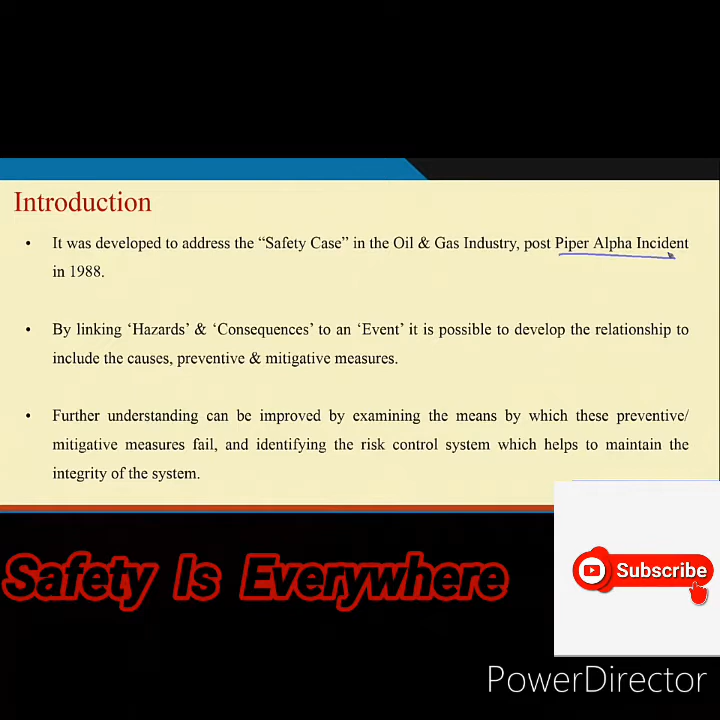 Introduction
• It was developed to address the “Safety Case” in the Oil & Gas Industry, post Piper Alpha Incident
in 1988.
• By linking ‘Hazards’ & ‘Consequences’ to an ‘Event’ it is possible to develop the relationship to
include the causes, preventive & mitigative measures.
• Further understanding can be improved by examining the means by which these preventive/
mitigative measures fail, and identifying the risk control system which helps to maintain the
integrity of the system.
Safety Is Everywhere
Subscribe
PowerDirector